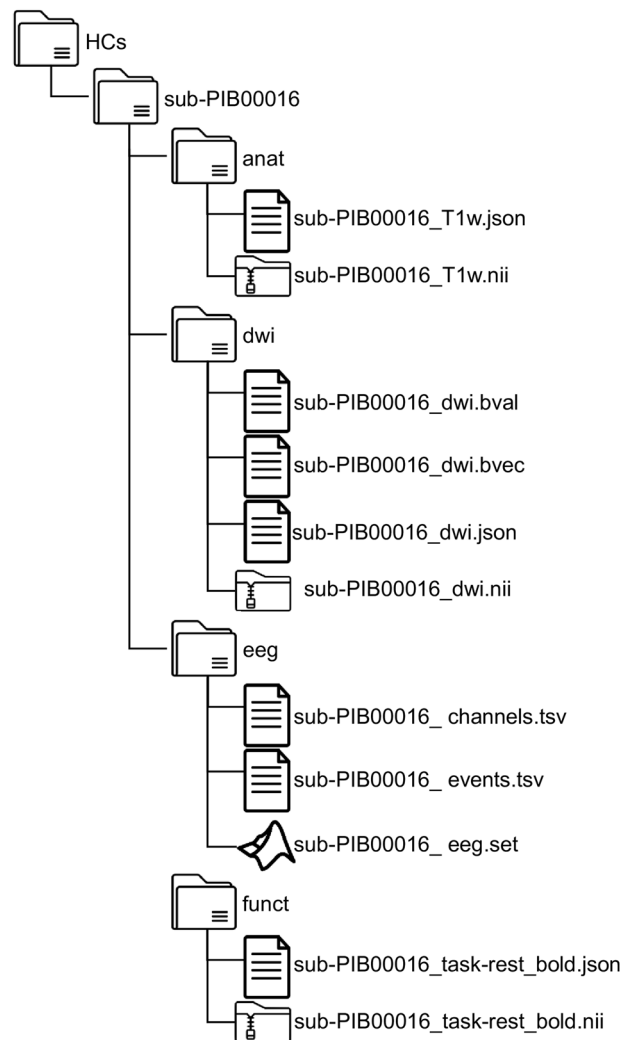 HCs
sub-PIB00016
anat
sub-PIB00016_T1w.json
sub-PIB00016_T1w.nii
dwi
sub-PIB00016_dwi.bval
sub-PIB00016_dwi.bvec
sub-PIB00016_dwi.json
sub-PIB00016_dwi.nii
eeg
sub-PIB00016_ channels.tsv
sub-PIB00016_ events.tsv
sub-PIB00016_ eeg.set
funct
sub-PIB00016_task-rest_bold.json
sub-PIB00016_task-rest_bold.nii